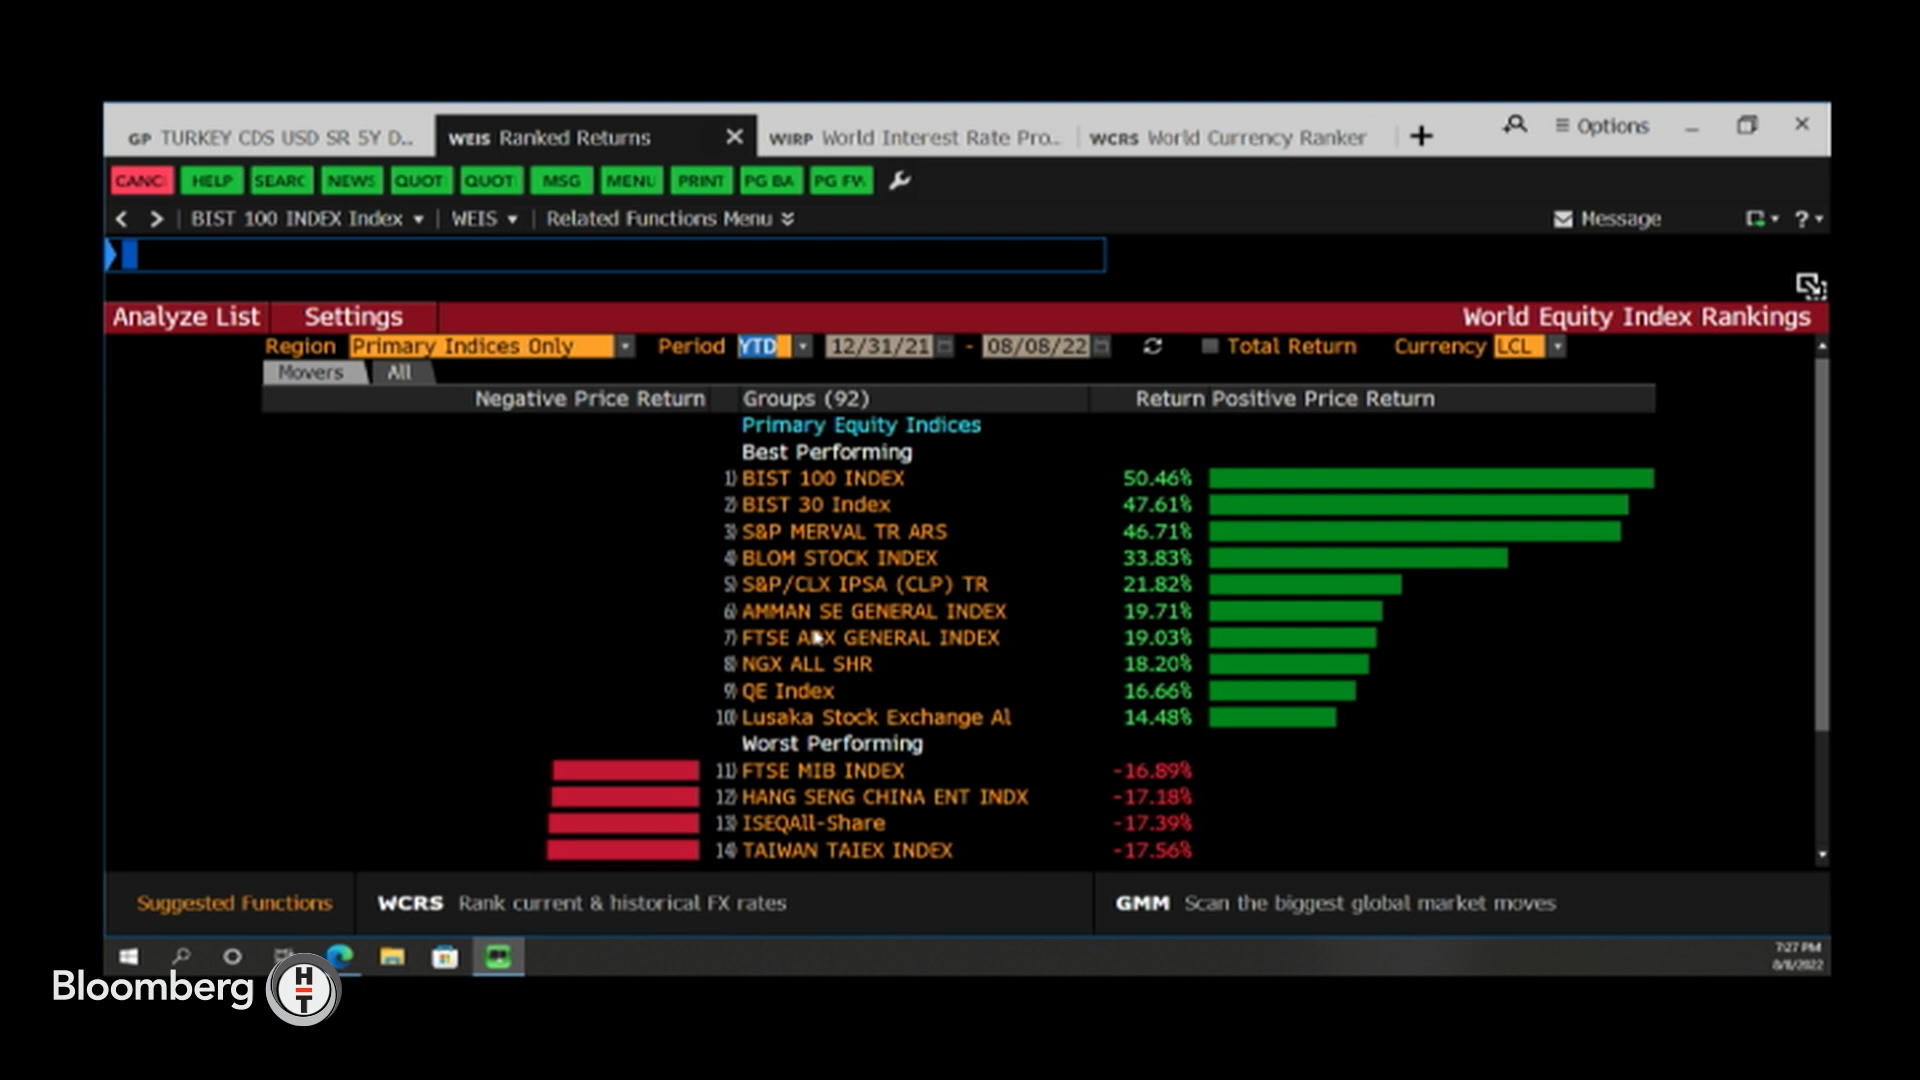 GP TURKEY CDS USD SR 5Y D...
WEIS Ranked Returns
WIRP World Interest Rate Pro...
WCRS World Currency Ranker
Options
CANC HELP SEARC NEWS QUOT QUOT MSG MENU PRINT PG BA PG FW
BIST 100 INDEX Index WEIS Related Functions Menu
Message ?
Analyze List Settings World Equity Index Rankings
Region Primary Indices Only Period YTD 12/31/21 - 08/08/22 Total Return Currency LCL
Movers All
Negative Price Return Groups (92) Return Positive Price Return
Primary Equity Indices
Best Performing
1) BIST 100 INDEX 50.46%
2) BIST 30 Index 47.61%
3) S&P MERVAL TR ARS 46.71%
4) BLOM STOCK INDEX 33.83%
5) S&P/CLX IPSA (CLP) TR 21.82%
6) AMMAN SE GENERAL INDEX 19.71%
7) FTSE ADX GENERAL INDEX 19.03%
8) NGX ALL SHR 18.20%
9) QE Index 16.66%
10) Lusaka Stock Exchange Al 14.48%
Worst Performing
11) FTSE MIB INDEX -16.89%
12) HANG SENG CHINA ENT INDX -17.18%
13) ISEQAll-Share -17.39%
14) TAIWAN TAIEX INDEX -17.56%
Suggested Functions WCRS Rank current & historical FX rates GMM Scan the biggest global market moves
7:27 PM
8/8/2022
Bloomberg HT